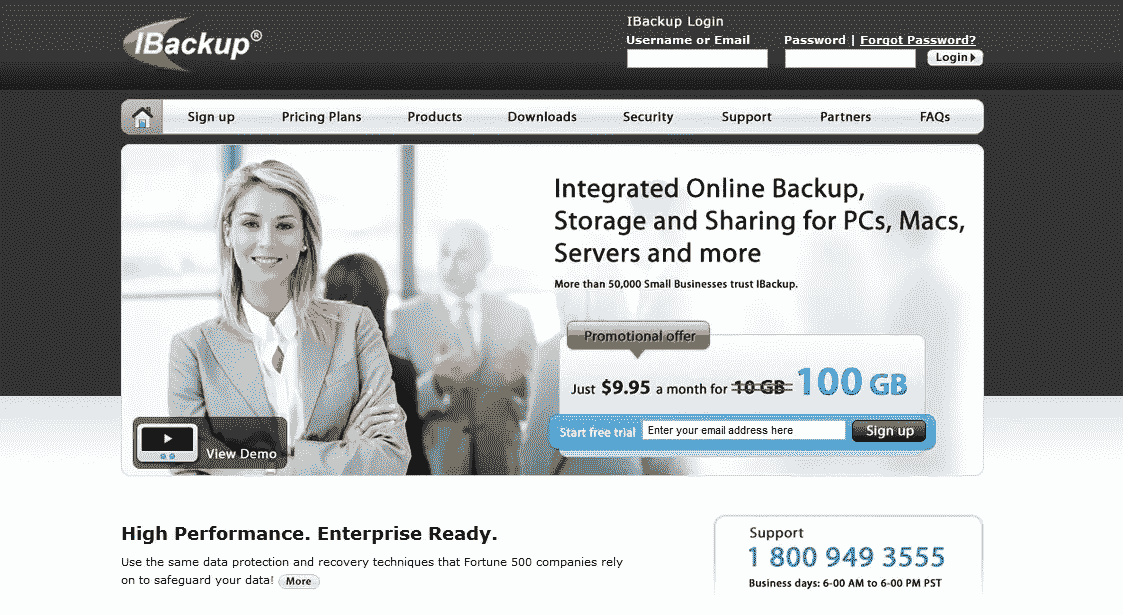 IBackup®
IBackup Login
Username or Email
Password | Forgot Password?
Login
Sign up
Pricing Plans
Products
Downloads
Security
Support
Partners
FAQs
Integrated Online Backup,
Storage and Sharing for PCs, Macs,
Servers and more
More than 50,000 Small Businesses trust IBackup.
Promotional offer
Just $9.95 a month for 10 GB 100 GB
Start free trial
Enter your email address here
Sign up
View Demo
High Performance. Enterprise Ready.
Use the same data protection and recovery techniques that Fortune 500 companies rely
on to safeguard your data! More
Support
1 800 949 3555
Business days: 6-00 AM to 6-00 PM PST